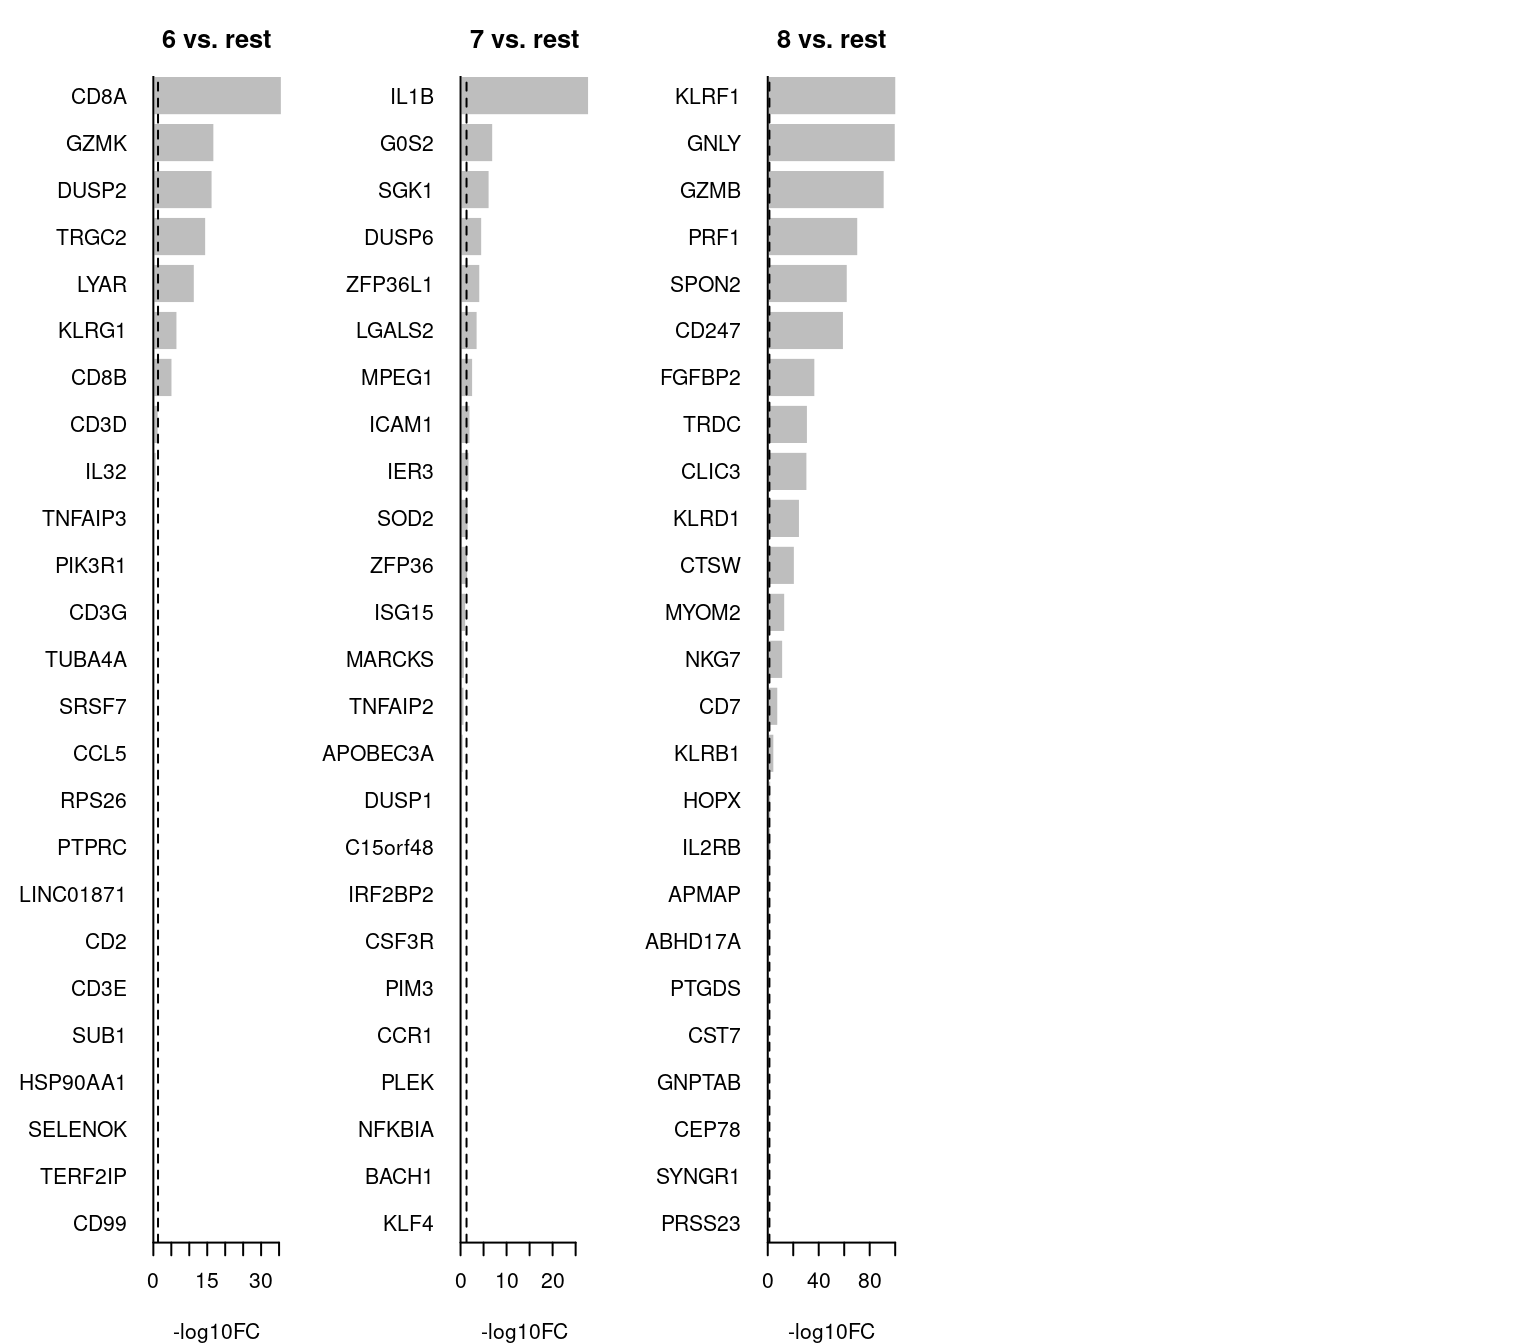 6 vs. rest
CD8A
GZMK
DUSP2
TRGC2
LYAR
KLRG1
CD8B
CD3D
IL32
TNFAIP3
PIK3R1
CD3G
TUBA4A
SRSF7
CCL5
RPS26
PTPRC
LINC01871
CD2
CD3E
SUB1
HSP90AA1
SELENOK
TERF2IP
CD99
0 15 30
-log10FC
7 vs. rest
IL1B
G0S2
SGK1
DUSP6
ZFP36L1
LGALS2
MPEG1
ICAM1
IER3
SOD2
ZFP36
ISG15
MARCKS
TNFAIP2
APOBEC3A
DUSP1
C15orf48
IRF2BP2
CSF3R
PIM3
CCR1
PLEK
NFKBIA
BACH1
KLF4
0 10 20
-log10FC
8 vs. rest
KLRF1
GNLY
GZMB
PRF1
SPON2
CD247
FGFBP2
TRDC
CLIC3
KLRD1
CTSW
MYOM2
NKG7
CD7
KLRB1
HOPX
IL2RB
APMAP
ABHD17A
PTGDS
CST7
GNPTAB
CEP78
SYNGR1
PRSS23
0 40 80
-log10FC